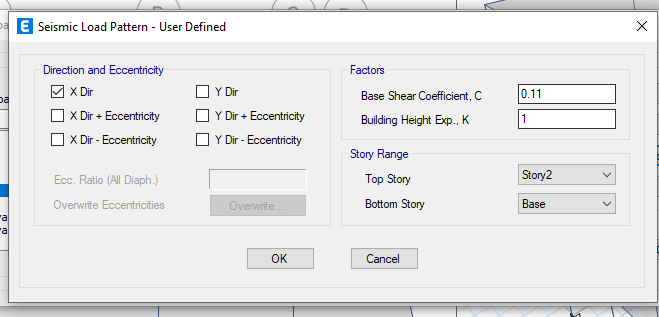 E Seismic Load Pattern - User Defined
Direction and Eccentricity
X Dir
Y Dir
X Dir + Eccentricity
Y Dir + Eccentricity
X Dir - Eccentricity
Y Dir - Eccentricity
Ecc. Ratio (All Diaph.)
Overwrite Eccentricities
Overwrite...
Factors
Base Shear Coefficient, C
0.11
Building Height Exp., K
1
Story Range
Top Story
Story2
Bottom Story
Base
OK
Cancel